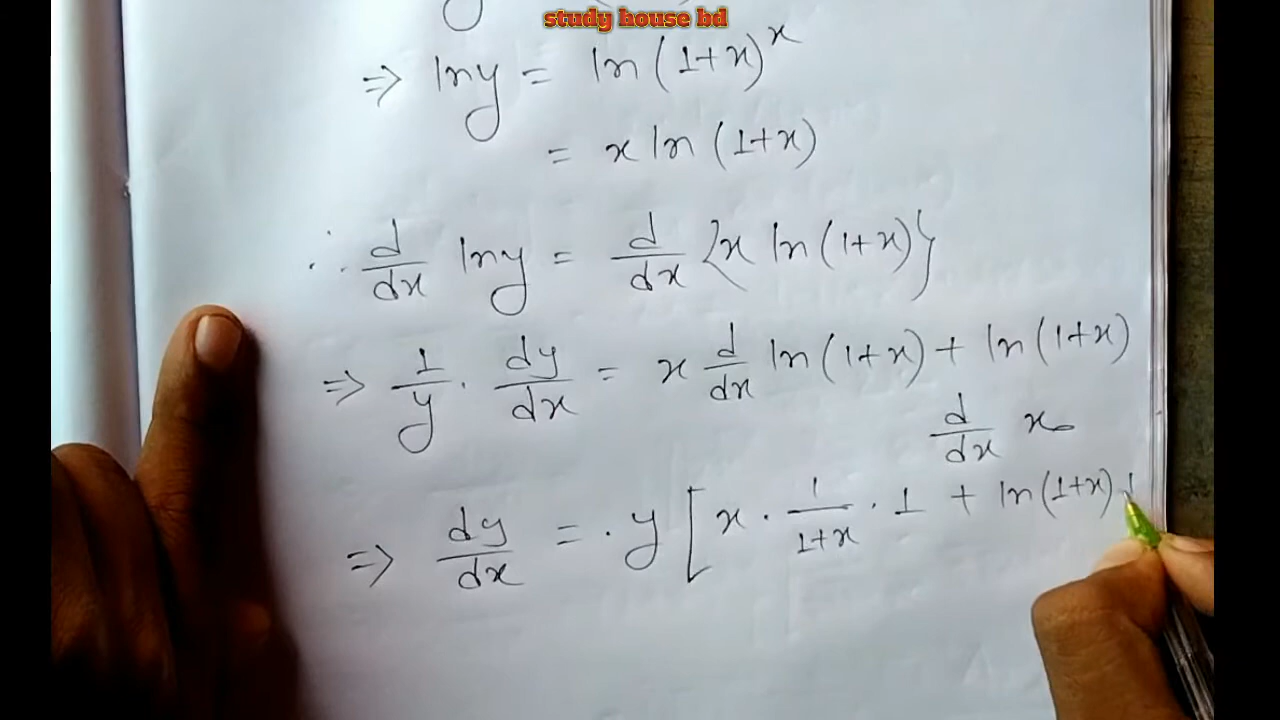 study house bd
⇒ lny = ln(1+x)^x
= x ln(1+x)
∴ d/dx lny = d/dx {x ln(1+x)}
⇒ 1/y · dy/dx = x d/dx ln(1+x) + ln(1+x)
d/dx x
⇒ dy/dx = · y [x · 1/1+x · 1 + ln(1+x) · 1